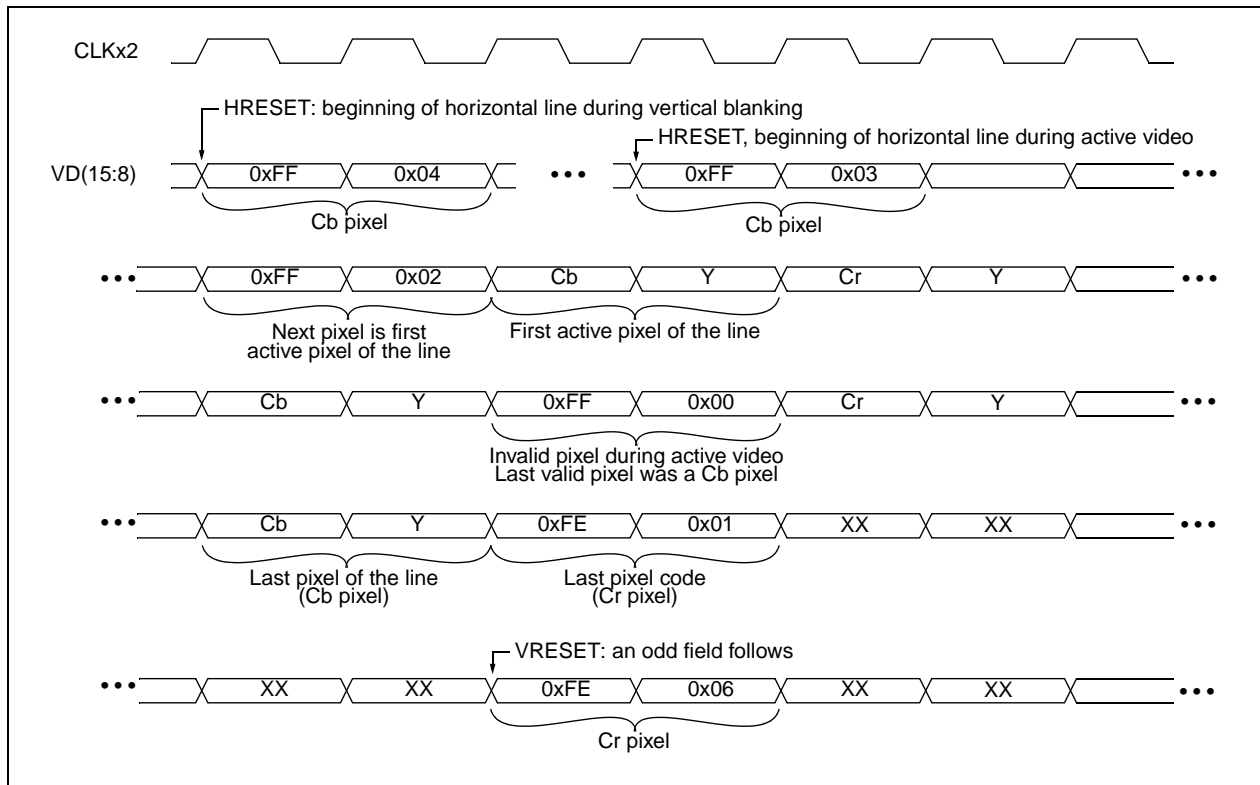 CLKx2
HRESET: beginning of horizontal line during vertical blanking
HRESET, beginning of horizontal line during active video
VD(15:8) 0xFF 0x04 ••• 0xFF 0x03 •••
Cb pixel Cb pixel
••• 0xFF 0x02 Cb Y Cr Y •••
Next pixel is first First active pixel of the line
active pixel of the line
••• Cb Y 0xFF 0x00 Cr Y •••
Invalid pixel during active video
Last valid pixel was a Cb pixel
••• Cb Y 0xFE 0x01 XX XX •••
Last pixel of the line Last pixel code
(Cb pixel) (Cr pixel)
VRESET: an odd field follows
••• XX XX 0xFE 0x06 XX XX •••
Cr pixel